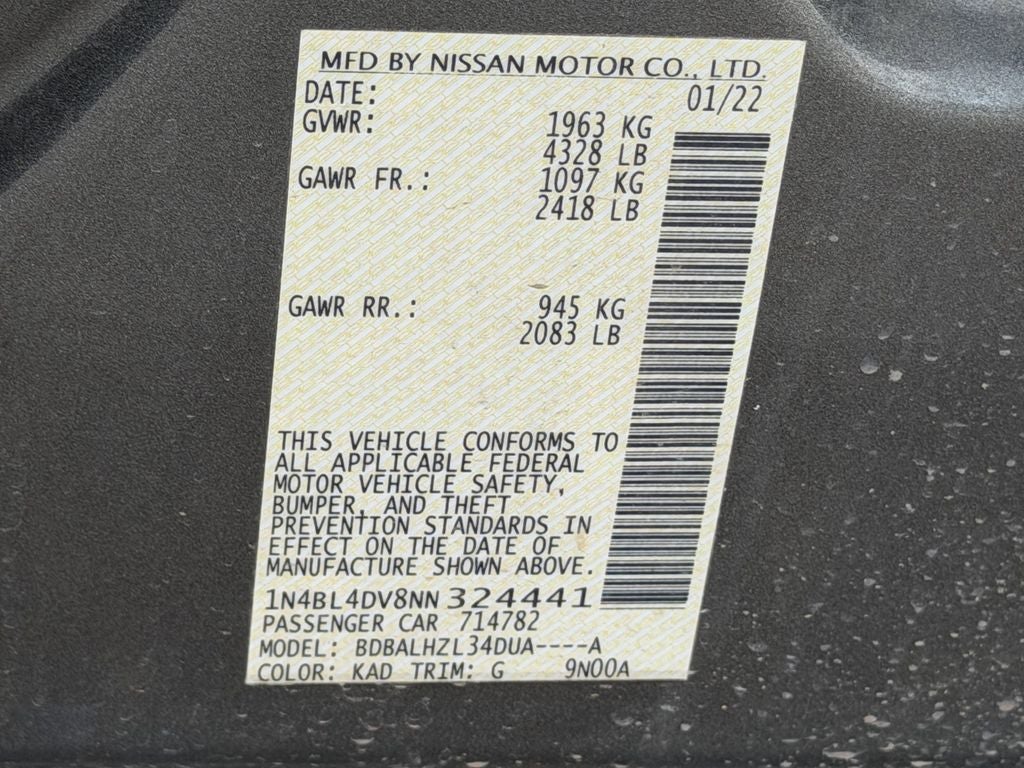 MFD BY NISSAN MOTOR CO., LTD.
DATE: 01/22
GVWR: 1963 KG
4328 LB
GAWR FR.: 1097 KG
2418 LB
GAWR RR.: 945 KG
2083 LB
THIS VEHICLE CONFORMS TO
ALL APPLICABLE FEDERAL
MOTOR VEHICLE SAFETY,
BUMPER, AND THEFT
PREVENTION STANDARDS IN
EFFECT ON THE DATE OF
MANUFACTURE SHOWN ABOVE.
1N4BL4DV8NN 324441
PASSENGER CAR 714782
MODEL: BDBALHZL34DUA----A
COLOR: KAD TRIM: G 9N00A